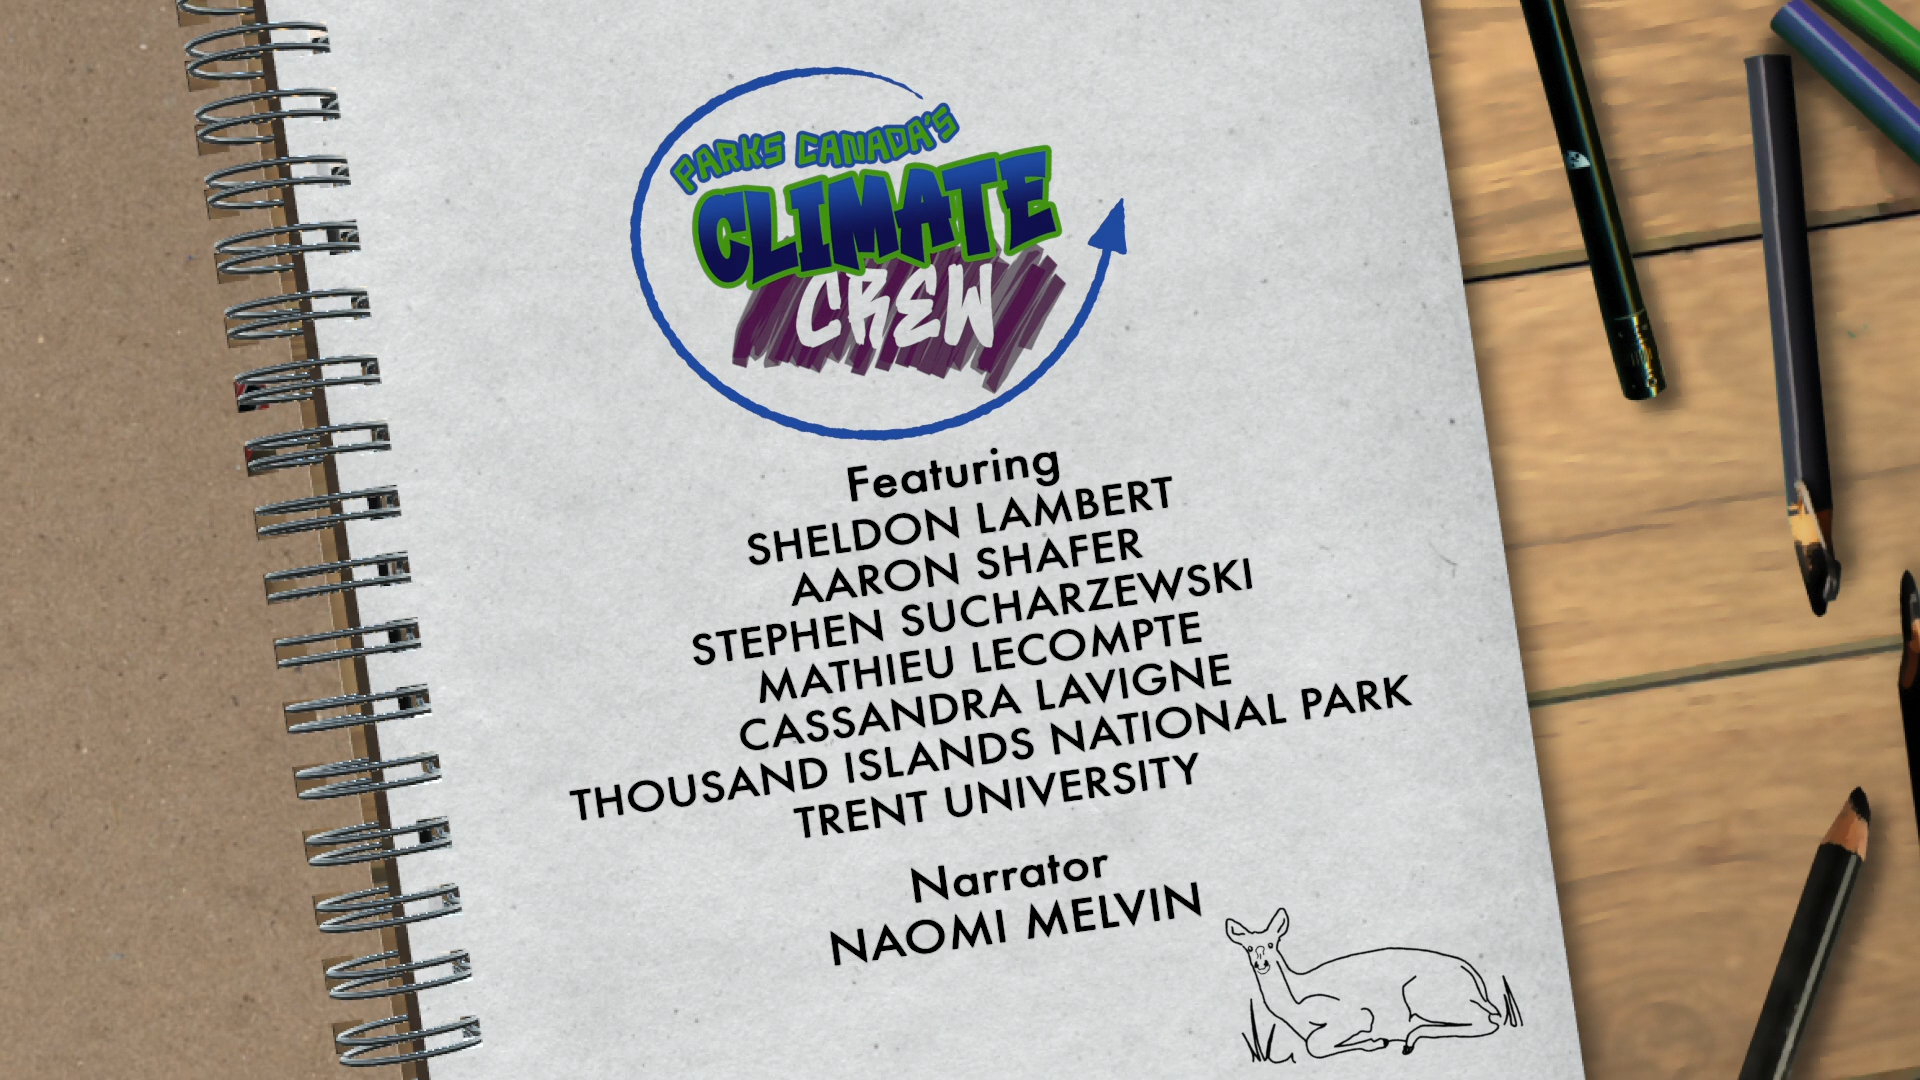 PARKS CANADA'S
CLIMATE
CREW
Featuring
SHELDON LAMBERT
AARON SHAFER
STEPHEN SUCHARZEWSKI
MATHIEU LECOMPTE
CASSANDRA LAVIGNE
THOUSAND ISLANDS NATIONAL PARK
TRENT UNIVERSITY
Narrator
NAOMI MELVIN